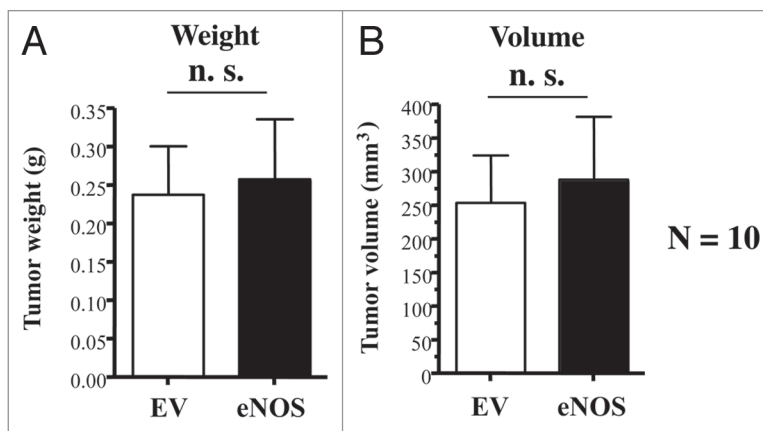 A
Weight
n. s.
Tumor weight (g)
0.35
0.30
0.25
0.20
0.15
0.10
0.05
0.00
EV eNOS
B
Volume
n. s.
Tumor volume (mm³)
400
350
300
250
200
150
100
50
0
EV eNOS
N = 10